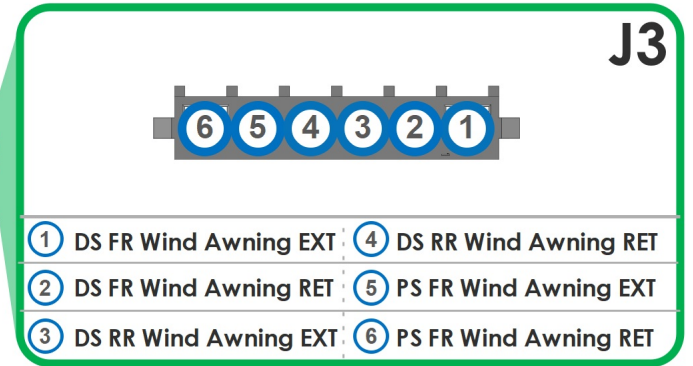 J3
6 5 4 3 2 1
1 DS FR Wind Awning EXT 4 DS RR Wind Awning RET
2 DS FR Wind Awning RET 5 PS FR Wind Awning EXT
3 DS RR Wind Awning EXT 6 PS FR Wind Awning RET